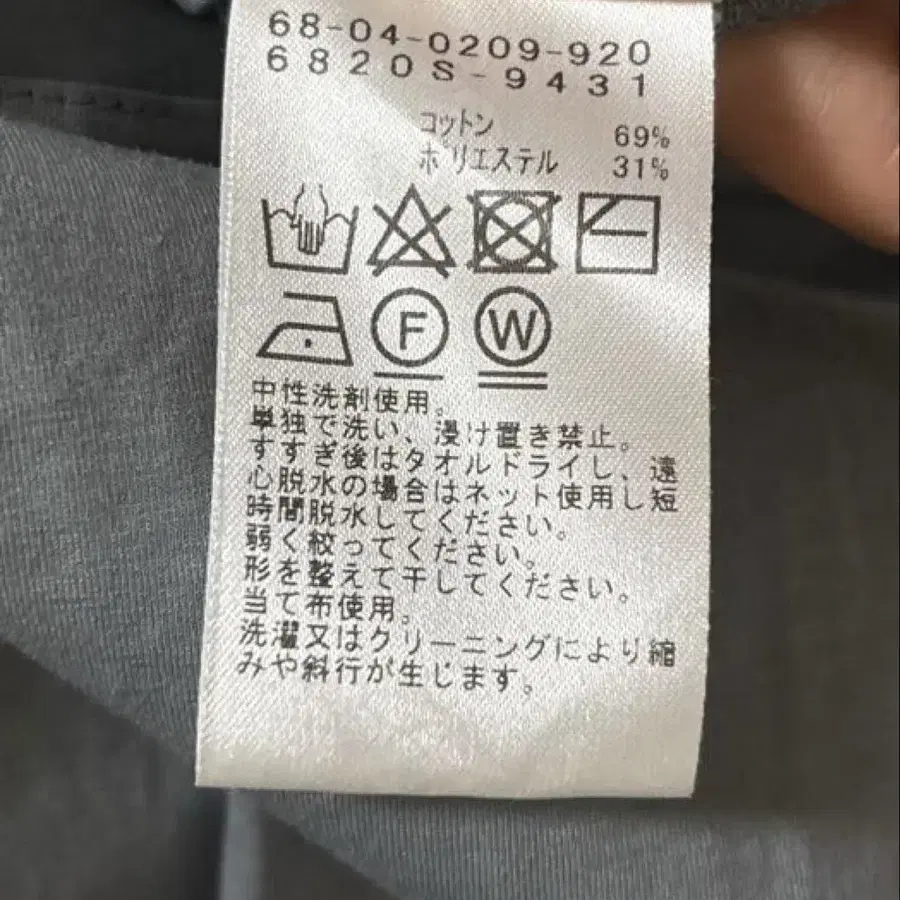 68-04-0209-920
6820S-9431
コットン 69%
ポリエステル 31%
F W
中性洗剤使用。
単独で洗い、浸け置き禁止。
すすぎ後はタオルドライし、遠
心脱水の場合はネット使用し短
時間脱水してください。
弱く絞ってください。
形を整えて干してください。
当て布使用。
洗濯又はクリーニングにより縮
みや斜行が生じます。